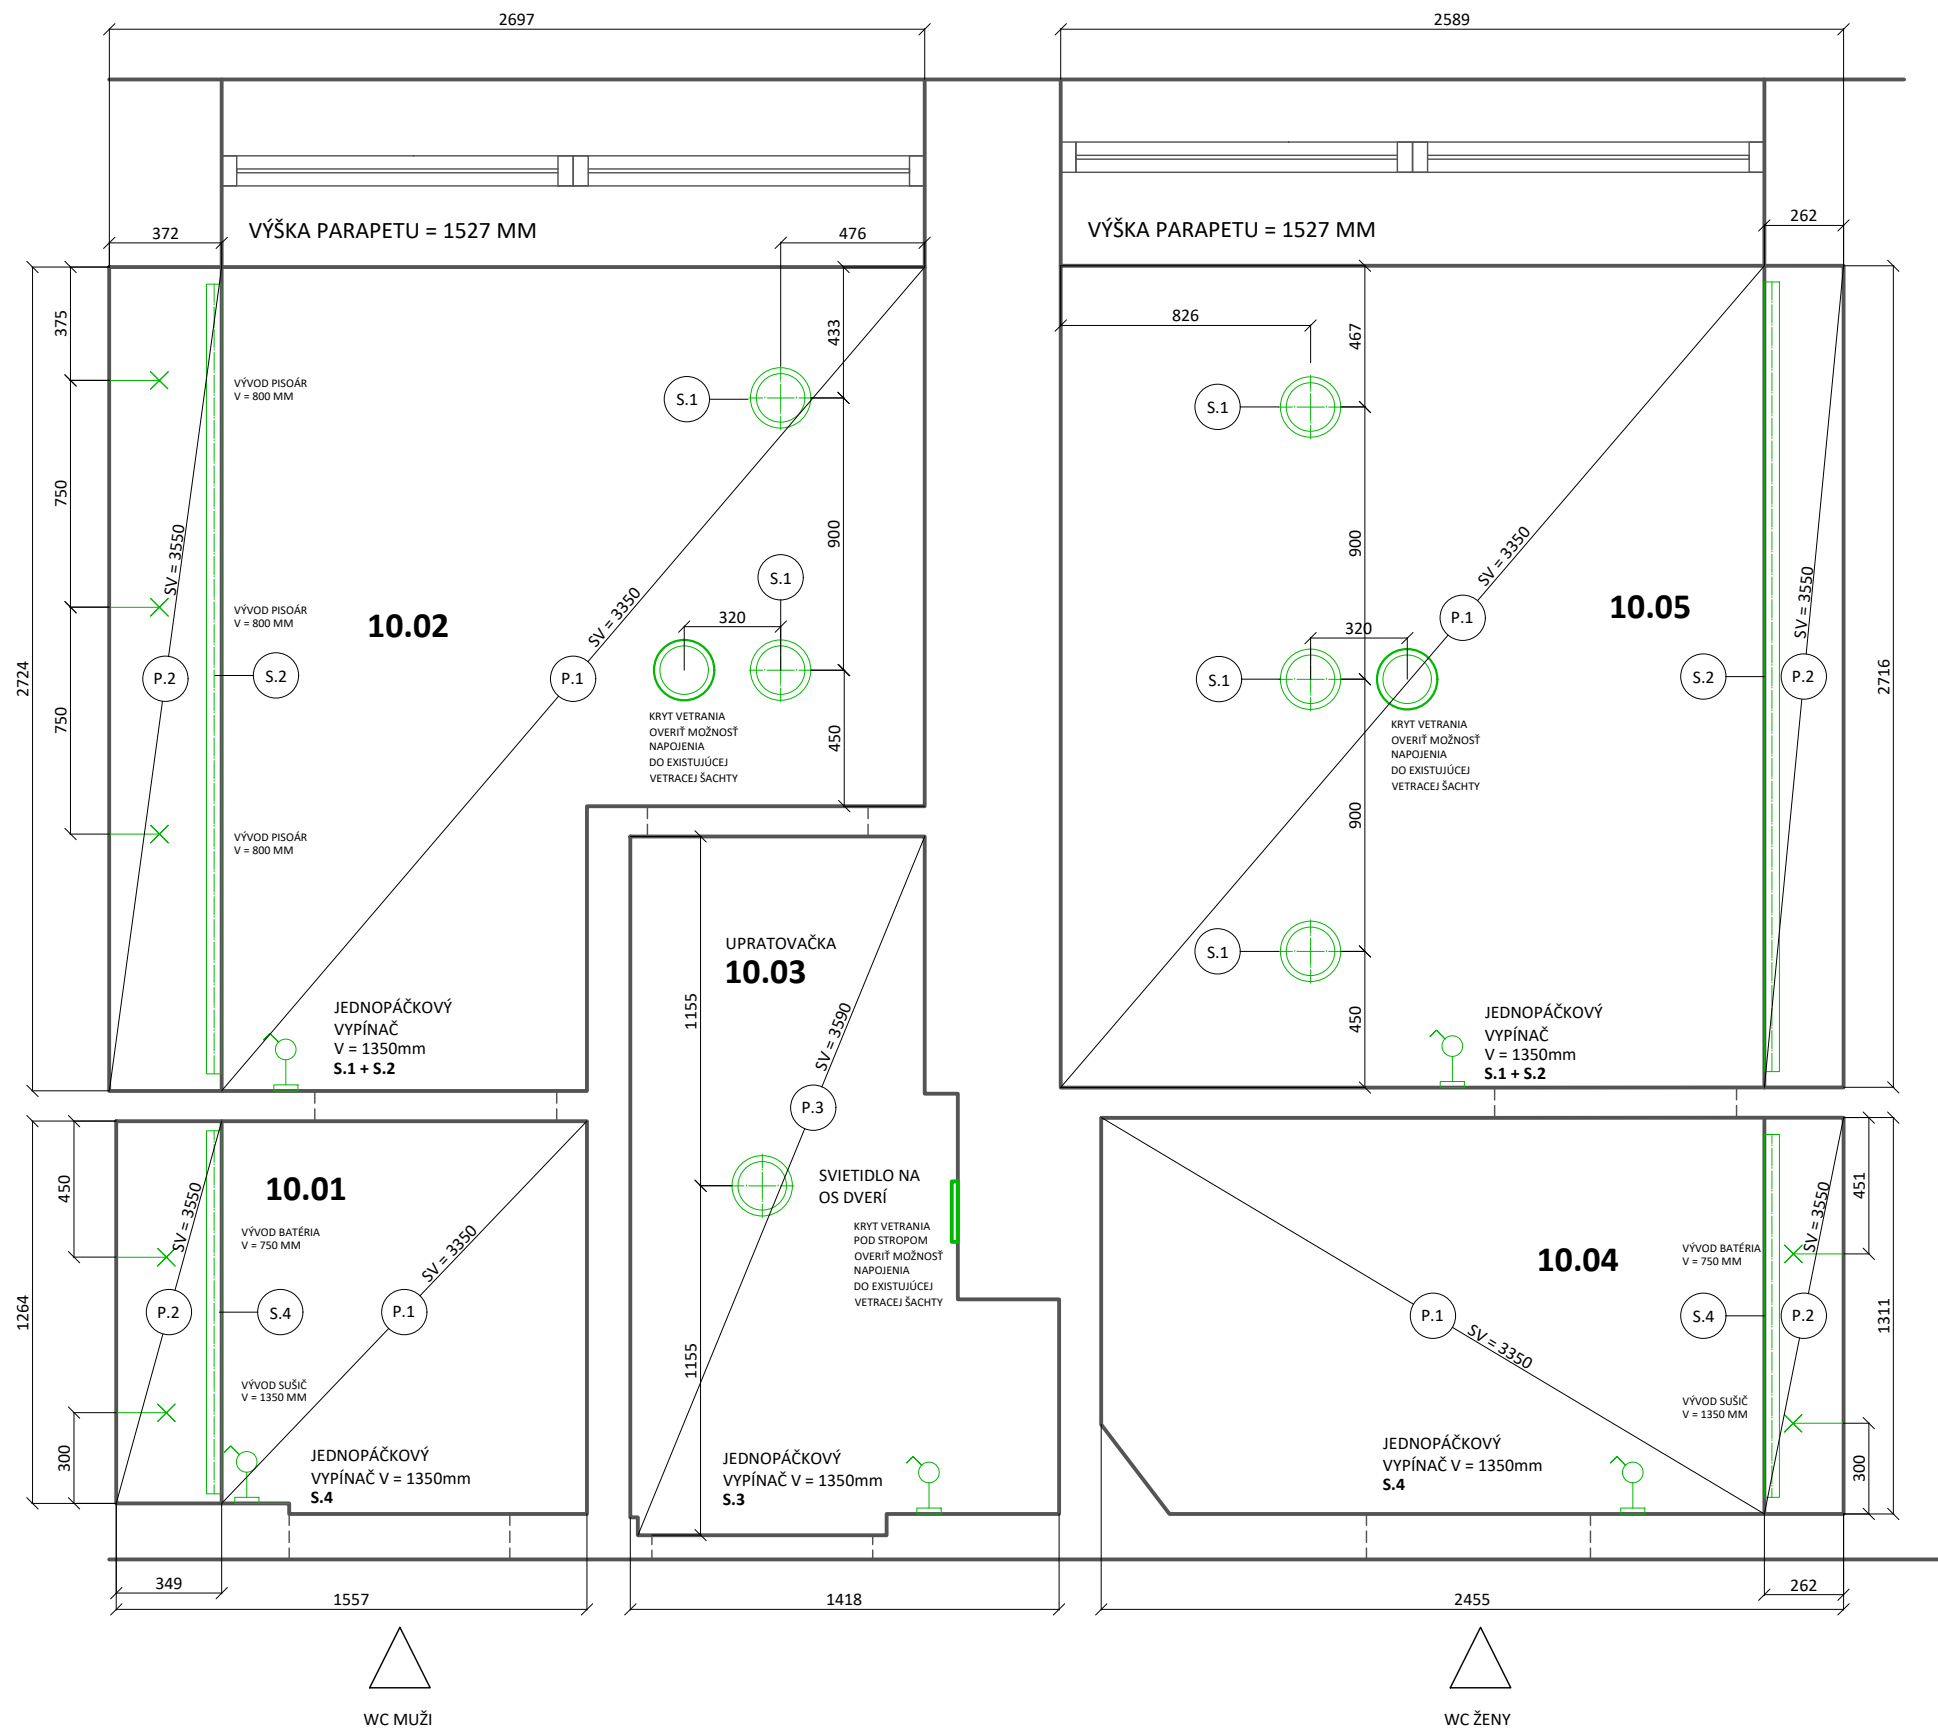 2697
2589
372
VÝŠKA PARAPETU = 1527 MM
476
VÝŠKA PARAPETU = 1527 MM
262
375
750
750
2724
VÝVOD PISOÁR
V = 800 MM
VÝVOD PISOÁR
V = 800 MM
VÝVOD PISOÁR
V = 800 MM
SV = 3550
P.2
S.2
10.02
SV = 3350
P.1
S.1
S.1
320
433
900
450
KRYT VETRANIA
OVERIŤ MOŽNOSŤ
NAPOJENIA
DO EXISTUJÚCEJ
VETRACEJ ŠACHTY
JEDNOPÁČKOVÝ
VYPÍNAČ
V = 1350mm
S.1 + S.2
826
467
900
900
450
S.1
S.1
S.1
320
SV = 3350
P.1
10.05
KRYT VETRANIA
OVERIŤ MOŽNOSŤ
NAPOJENIA
DO EXISTUJÚCEJ
VETRACEJ ŠACHTY
S.2
P.2
SV = 3550
2716
JEDNOPÁČKOVÝ
VYPÍNAČ
V = 1350mm
S.1 + S.2
450
300
1264
SV = 3550
P.2
10.01
VÝVOD BATÉRIA
V = 750 MM
S.4
P.1
SV = 3350
VÝVOD SUŠIČ
V = 1350 MM
JEDNOPÁČKOVÝ
VYPÍNAČ V = 1350mm
S.4
349
1557
UPRATOVAČKA
10.03
1155
1155
SV = 3590
P.3
SVIETIDLO NA
OS DVERÍ
KRYT VETRANIA
POD STROPOM
OVERIŤ MOŽNOSŤ
NAPOJENIA
DO EXISTUJÚCEJ
VETRACEJ ŠACHTY
JEDNOPÁČKOVÝ
VYPÍNAČ V = 1350mm
S.3
1418
10.04
P.1
SV = 3350
VÝVOD BATÉRIA
V = 750 MM
S.4
P.2
SV = 3550
VÝVOD SUŠIČ
V = 1350 MM
JEDNOPÁČKOVÝ
VYPÍNAČ V = 1350mm
S.4
451
300
1311
262
2455
WC MUŽI
WC ŽENY